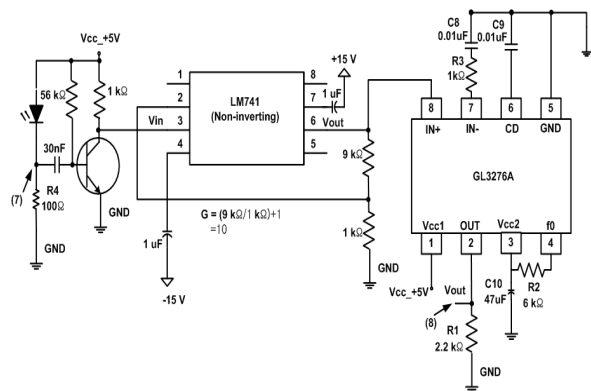 Vcc_+5V
56 kΩ
1 kΩ
30nF
(7)
R4
100Ω
GND
GND
Vin
1
2
3
4
LM741
(Non-inverting)
8
7
6
5
+15 V
1 uF
Vout
9 kΩ
1 kΩ
GND
G = (9 kΩ/1 kΩ)+1
=10
1 uF
-15 V
C8
0.01uF
C9
0.01uF
R3
1kΩ
8
7
6
5
IN+
IN-
CD
GND
GL3276A
Vcc1
OUT
Vcc2
f0
1
2
3
4
Vcc_+5V
Vout
(8)
R1
2.2 kΩ
GND
C10
47uF
R2
6 kΩ